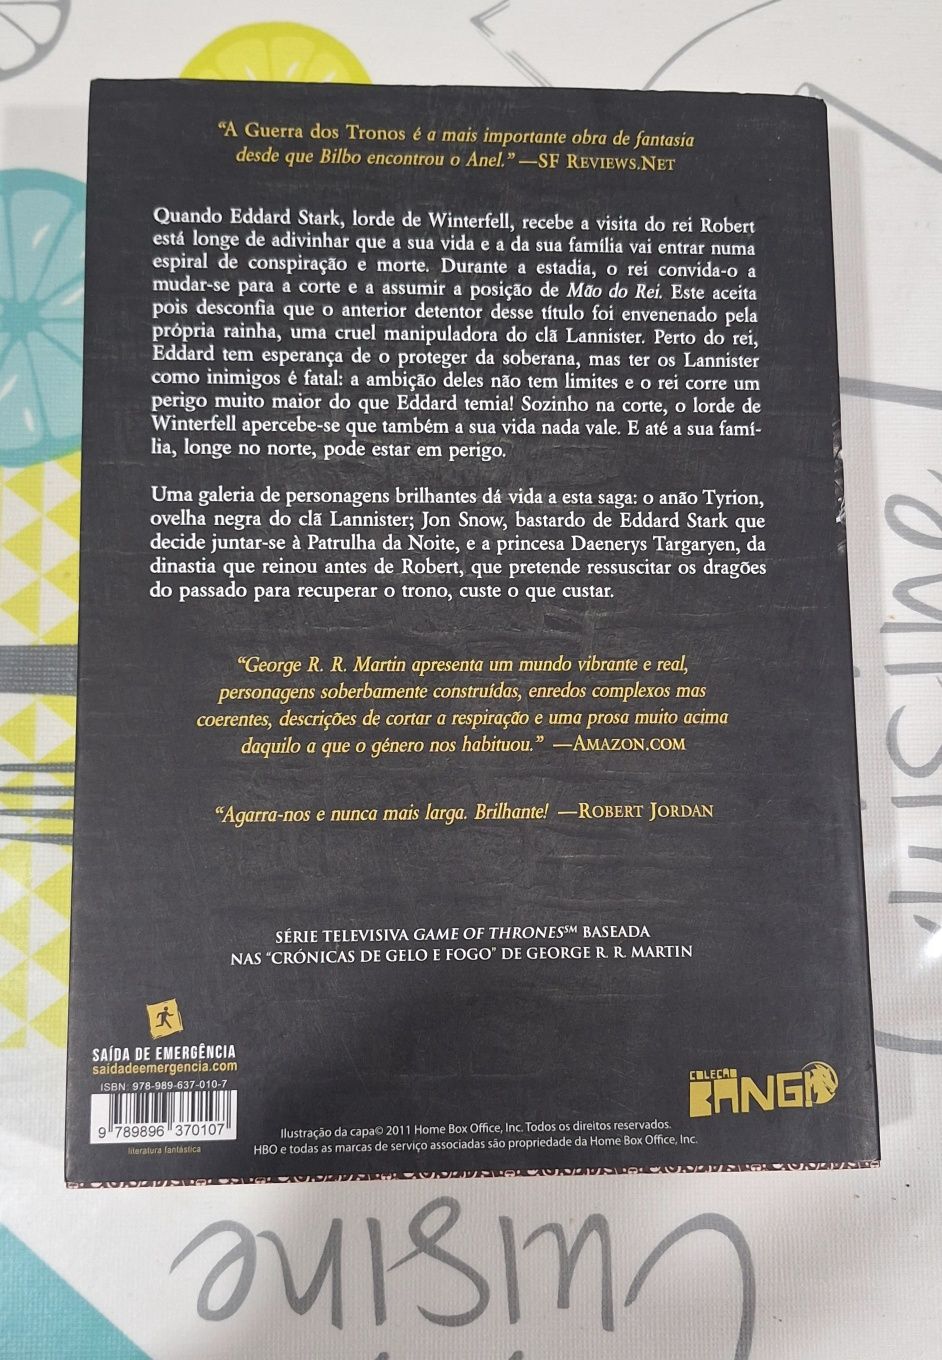 “A Guerra dos Tronos é a mais importante obra de fantasia
desde que Bilbo encontrou o Anel.” —SF Reviews.Net
Quando Eddard Stark, lorde de Winterfell, recebe a visita do rei Robert
está longe de adivinhar que a sua vida e a da sua família vai entrar numa
espiral de conspiração e morte. Durante a estadia, o rei convida-o a
mudar-se para a corte e a assumir a posição de Mão do Rei. Este aceita
pois desconfia que o anterior detentor desse título foi envenenado pela
própria rainha, uma cruel manipuladora do clã Lannister. Perto do rei,
Eddard tem esperança de o proteger da soberana, mas ter os Lannister
como inimigos é fatal: a ambição deles não tem limites e o rei corre um
perigo muito maior do que Eddard temia! Sozinho na corte, o lorde de
Winterfell apercebe-se que também a sua vida nada vale. E até a sua famí-
lia, longe no norte, pode estar em perigo.
Uma galeria de personagens brilhantes dá vida a esta saga: o anão Tyrion,
ovelha negra do clã Lannister; Jon Snow, bastardo de Eddard Stark que
decide juntar-se à Patrulha da Noite, e a princesa Daenerys Targaryen, da
dinastia que reinou antes de Robert, que pretende ressuscitar os dragões
do passado para recuperar o trono, custe o que custar.
“George R. R. Martin apresenta um mundo vibrante e real,
personagens soberbamente construídas, enredos complexos mas
coerentes, descrições de cortar a respiração e uma prosa muito acima
daquilo a que o género nos habituou.” —Amazon.com
“Agarra-nos e nunca mais larga. Brilhante! —Robert Jordan
SÉRIE TELEVISIVA GAME OF THRONES℠ BASEADA
NAS “CRÓNICAS DE GELO E FOGO” DE GEORGE R. R. MARTIN
SAÍDA DE EMERGÊNCIA
saidadeemergencia.com
ISBN: 978-989-637-010-7
9 789896 370107
literatura fantástica
COLECÇÃO
BANG!
Ilustração da capa© 2011 Home Box Office, Inc. Todos os direitos reservados.
HBO e todas as marcas de serviço associadas são propriedade da Home Box Office, Inc.
cuisine
cuisine